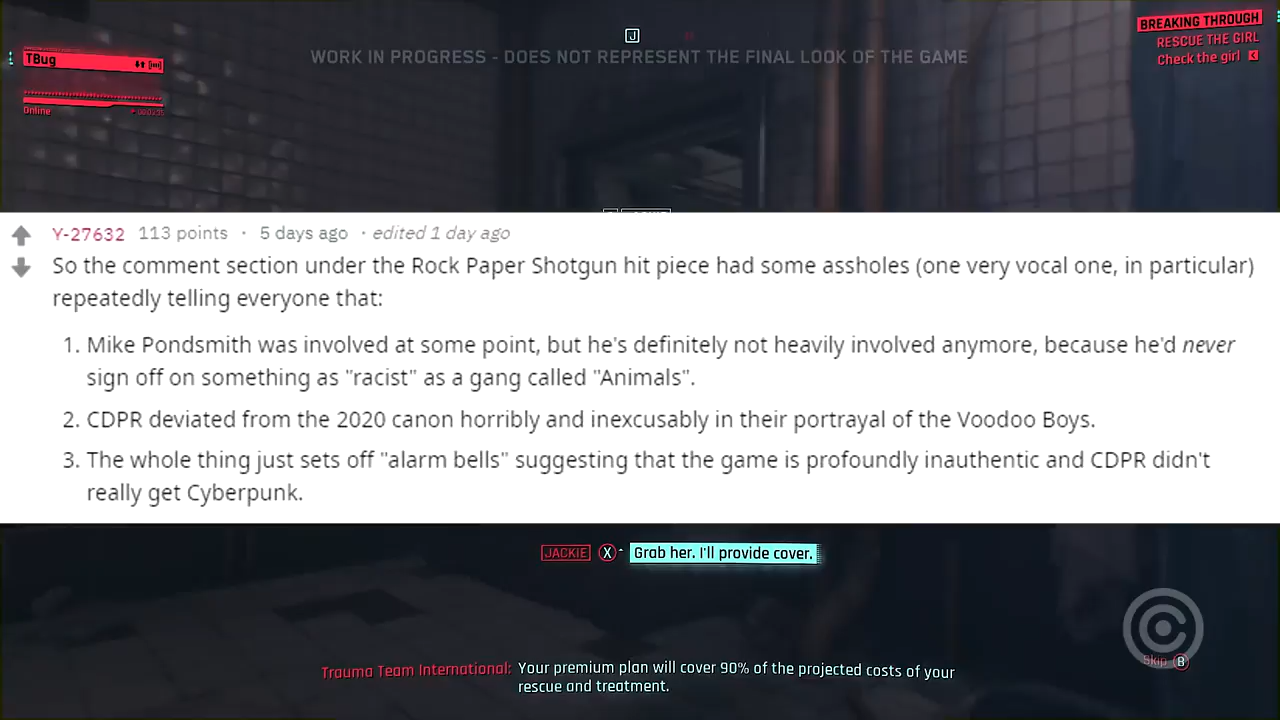 J
BREAKING THROUGH
TBug
WORK IN PROGRESS - DOES NOT REPRESENT THE FINAL LOOK OF THE GAME
RESCUE THE GIRL
Check the girl
Online
Y-27632 113 points · 5 days ago · edited 1 day ago
So the comment section under the Rock Paper Shotgun hit piece had some assholes (one very vocal one, in particular)
repeatedly telling everyone that:
1. Mike Pondsmith was involved at some point, but he's definitely not heavily involved anymore, because he'd never
sign off on something as "racist" as a gang called "Animals".
2. CDPR deviated from the 2020 canon horribly and inexcusably in their portrayal of the Voodoo Boys.
3. The whole thing just sets off "alarm bells" suggesting that the game is profoundly inauthentic and CDPR didn't
really get Cyberpunk.
JACKIE X Grab her. I'll provide cover.
Skip B
Trauma Team International: Your premium plan will cover 90% of the projected costs of your
rescue and treatment.